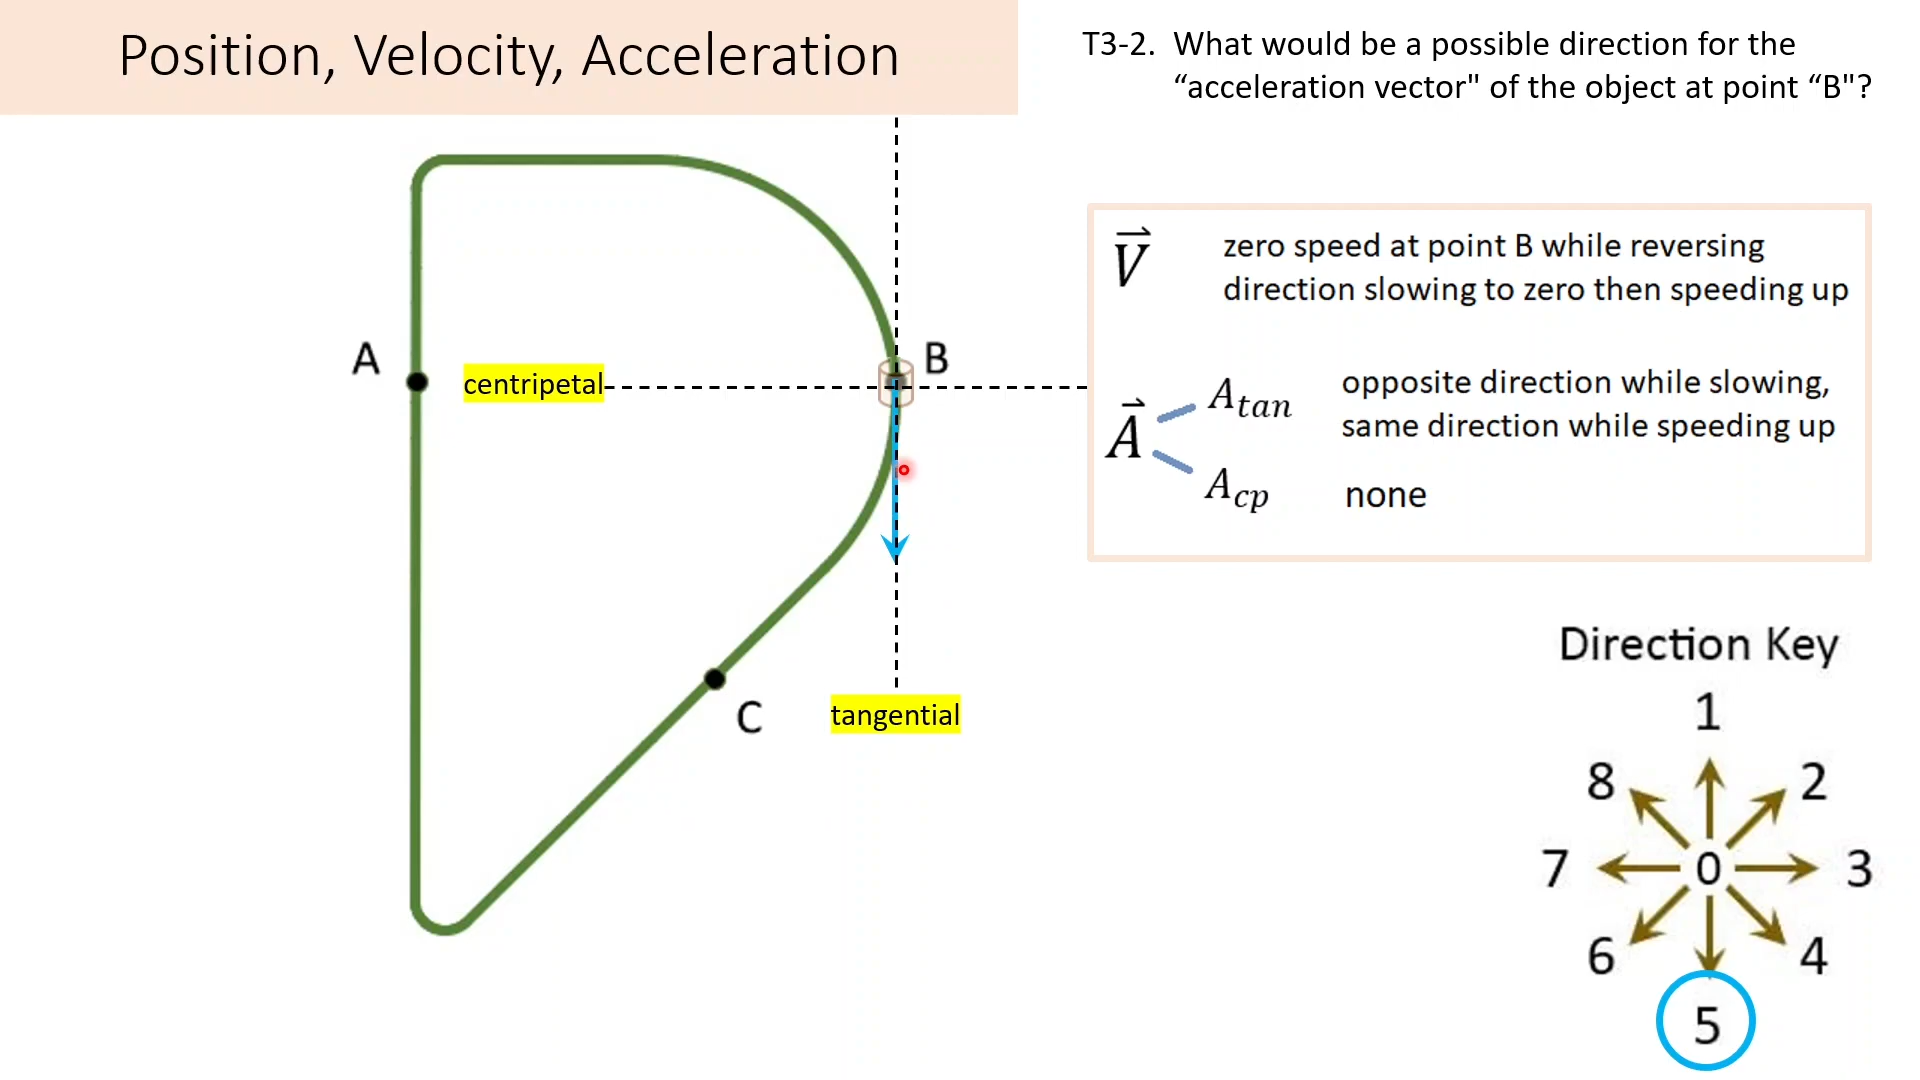 Position, Velocity, Acceleration
T3-2. What would be a possible direction for the
“acceleration vector" of the object at point “B"?
V zero speed at point B while reversing
direction slowing to zero then speeding up
A
A_tan opposite direction while slowing,
same direction while speeding up
A_cp none
A
centripetal
B
C
tangential
Direction Key
1
8 2
7 0 3
6 4
5